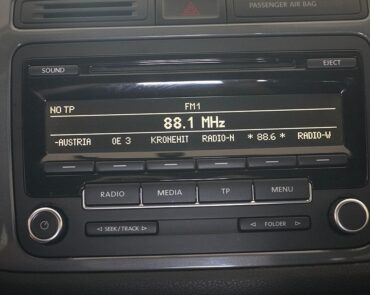 PASSENGER AIR BAG
SOUND
EJECT
NO TP
FM1
88.1 MHz
-AUSTRIA OE 3 KRONEHIT RADIO-N * 88.6 * RADIO-W
RADIO MEDIA TP MENU
SEEK / TRACK
FOLDER